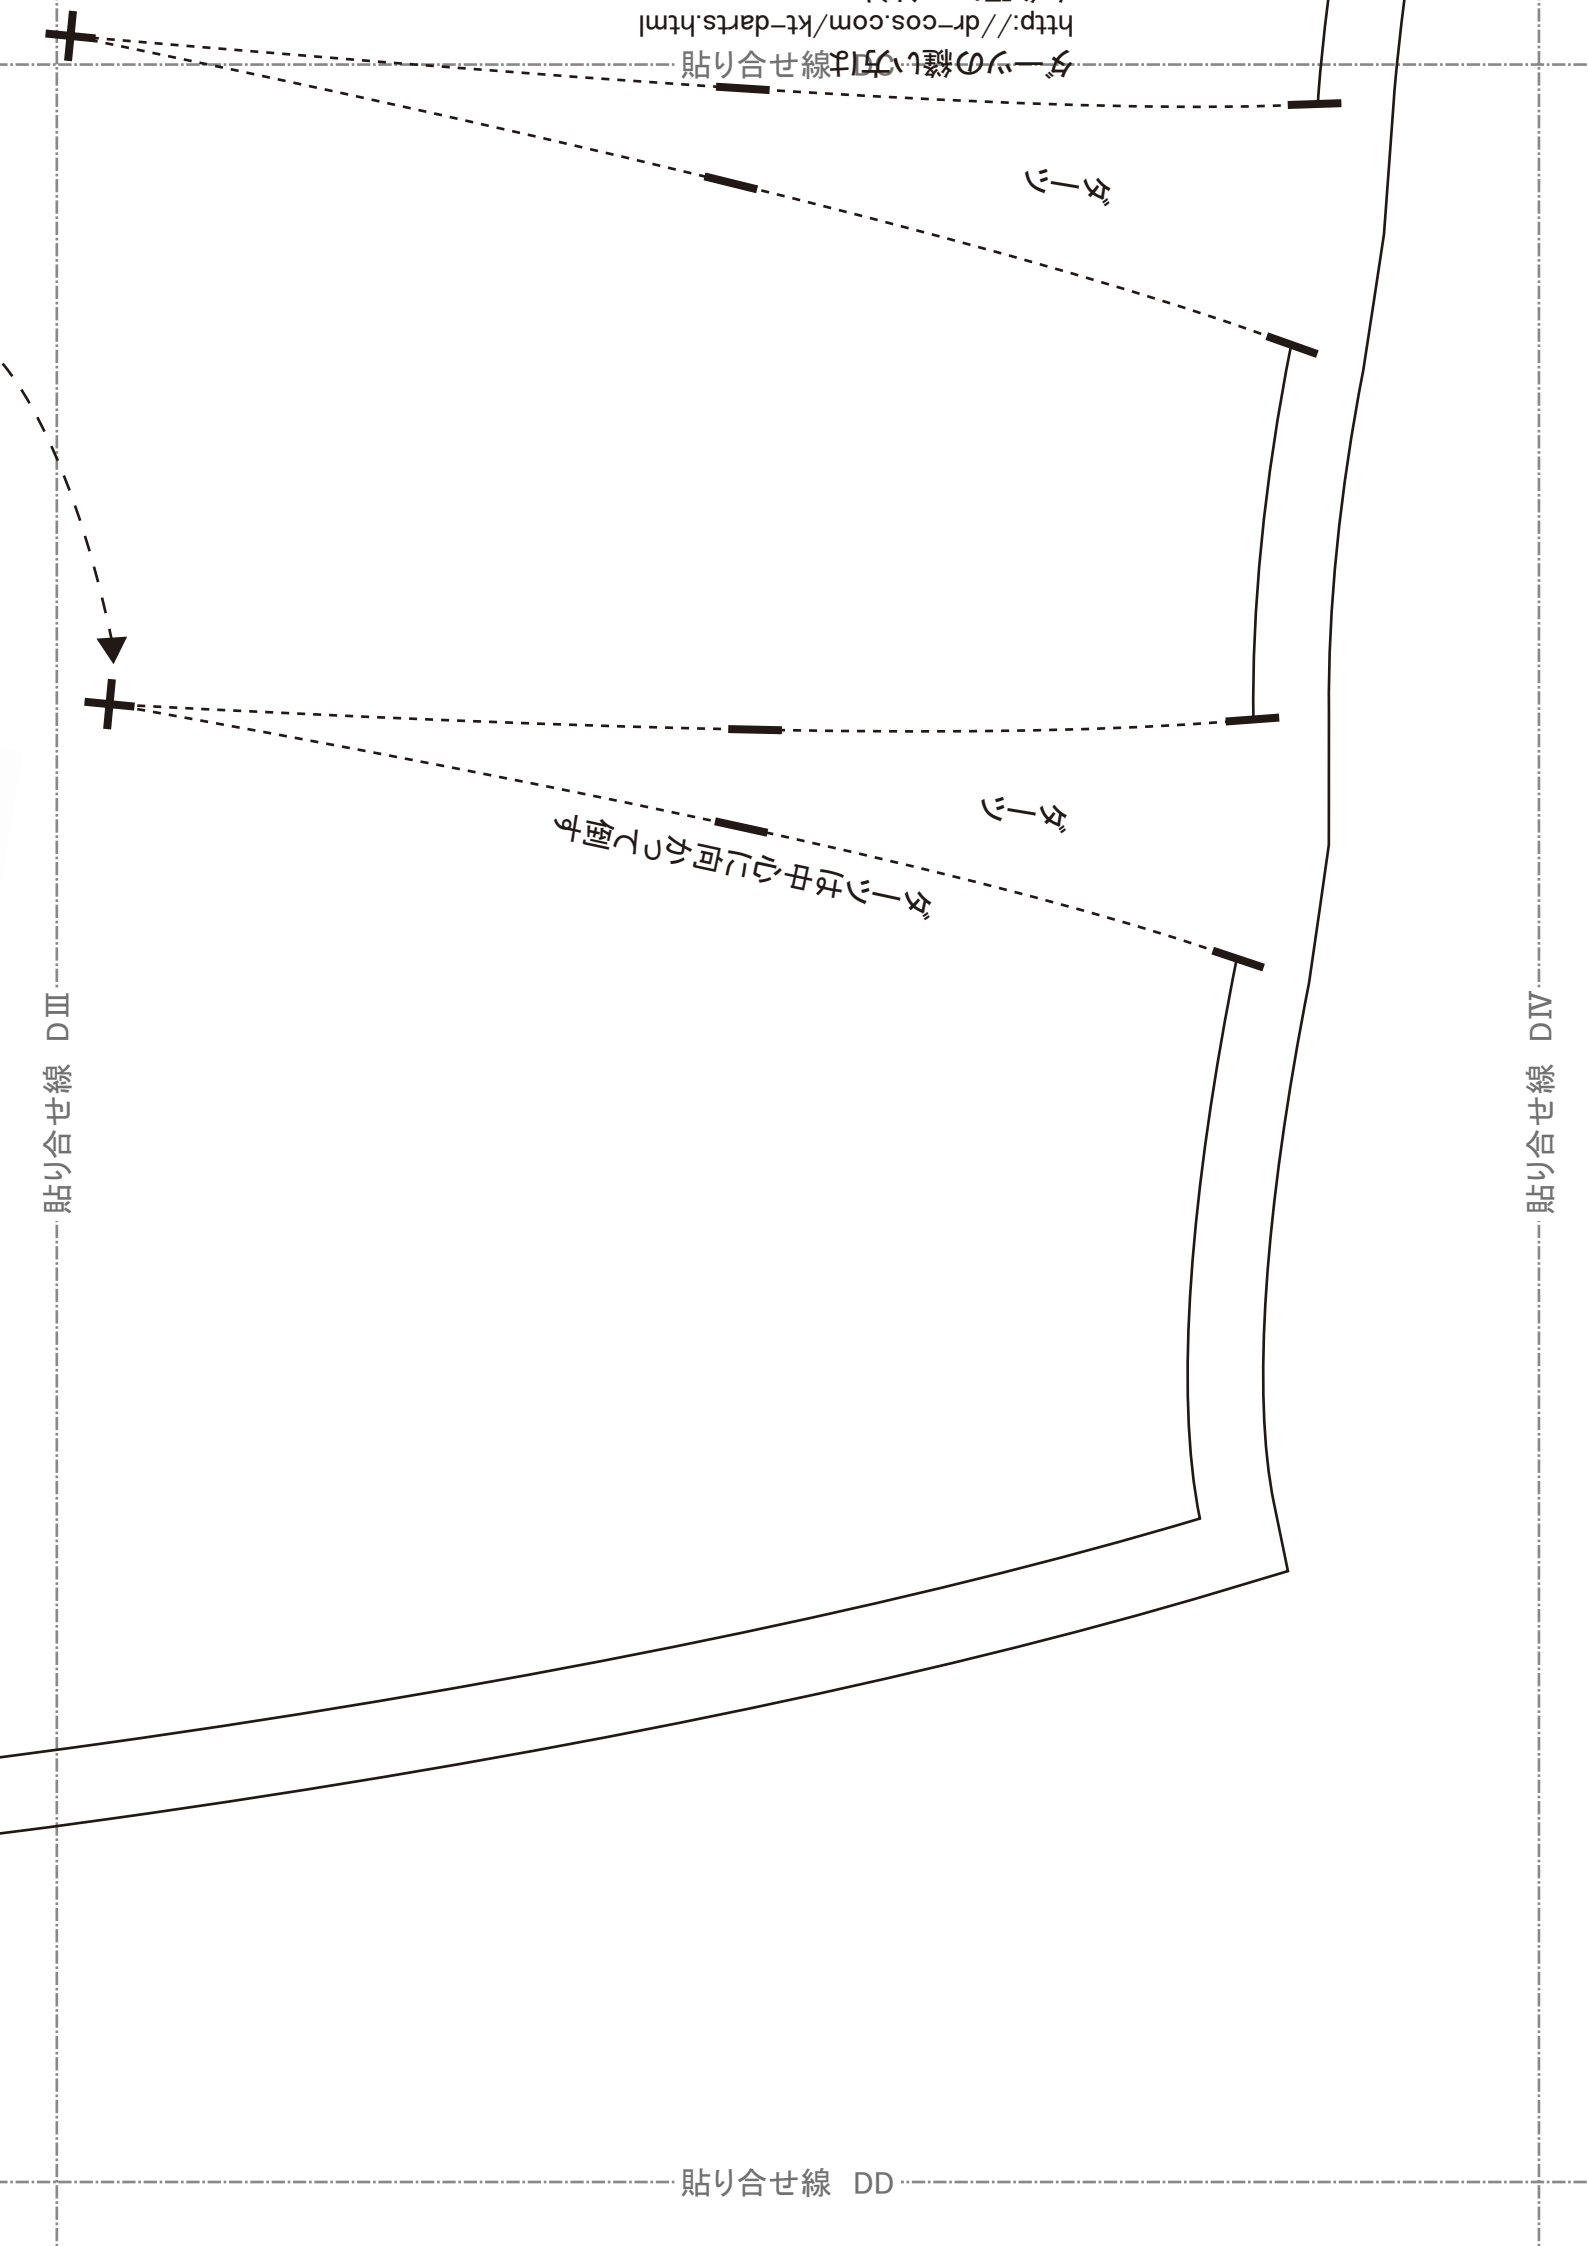 ダーツの縫い方は
http://dr-cos.com/kt-darts.html
貼り合せ線 DC
ダーツ
ダーツ
ダーツは中心に向かって倒す
貼り合せ線 DⅢ
貼り合せ線 DⅣ
貼り合せ線 DD